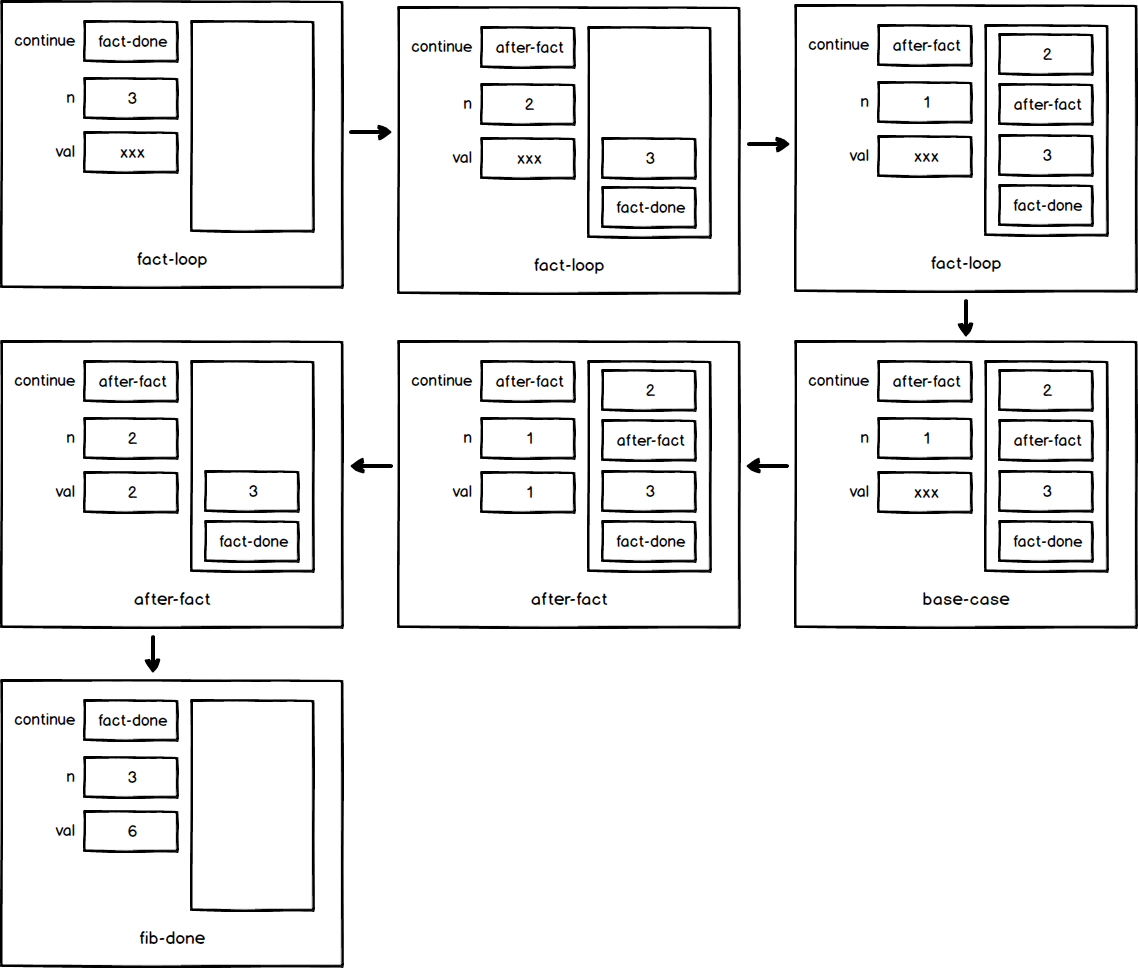 continue fact-done
n 3
val xxx
fact-loop
continue after-fact
n 2
val xxx 3
fact-done
fact-loop
continue after-fact 2
n 1 after-fact
val xxx 3
fact-done
fact-loop
continue after-fact 2
n 1 after-fact
val xxx 3
fact-done
base-case
continue after-fact 2
n 1 after-fact
val 1 3
fact-done
after-fact
continue after-fact
n 2
val 2 3
fact-done
after-fact
continue fact-done
n 3
val 6
fib-done